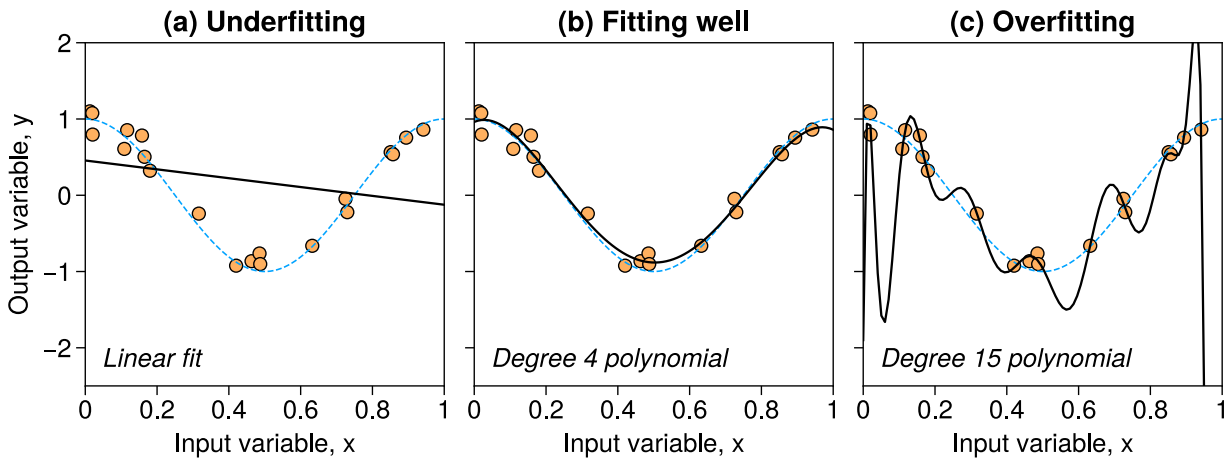 (a) Underfitting
(b) Fitting well
(c) Overfitting
Output variable, y
2
1
0
−1
−2
Linear fit
Degree 4 polynomial
Degree 15 polynomial
0 0.2 0.4 0.6 0.8 1
0 0.2 0.4 0.6 0.8 1
0 0.2 0.4 0.6 0.8 1
Input variable, x
Input variable, x
Input variable, x